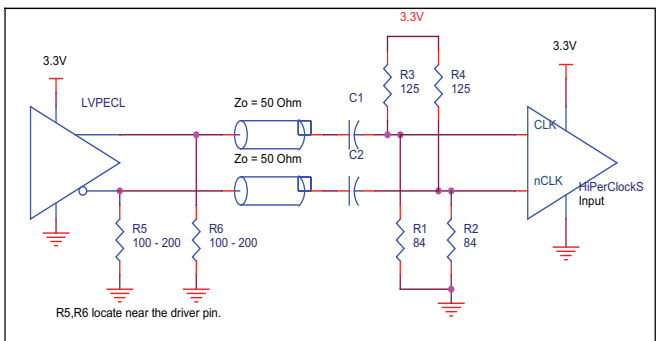 3.3V
3.3V
3.3V
LVPECL
R3
125
R4
125
Zo = 50 Ohm
C1
CLK
Zo = 50 Ohm
C2
nCLK
HiPerClockS
Input
R5
100 - 200
R6
100 - 200
R1
84
R2
84
R5,R6 locate near the driver pin.